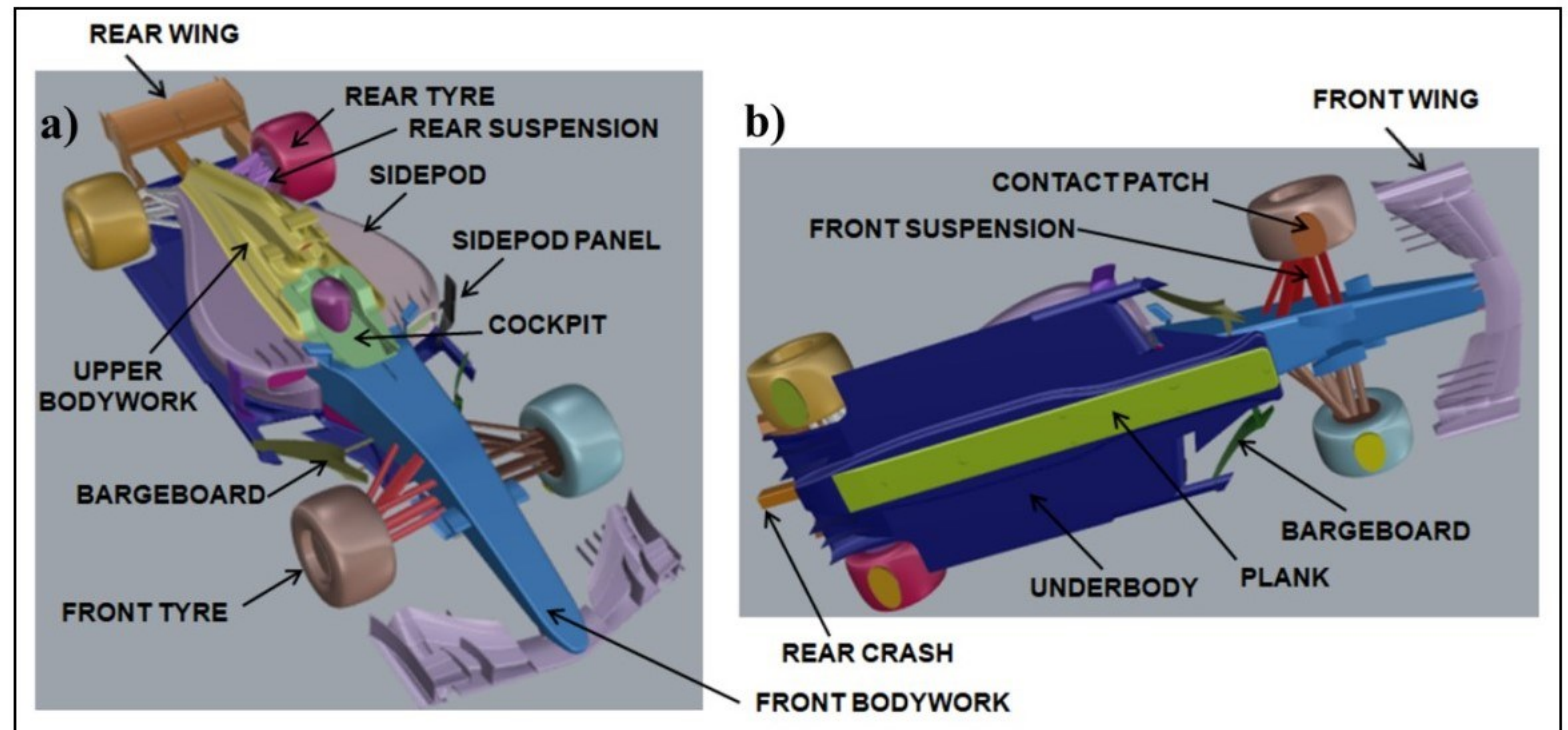 REAR WING
a)
REAR TYRE
REAR SUSPENSION
SIDEPOD
SIDEPOD PANEL
COCKPIT
UPPER
BODYWORK
BARGEBOARD
FRONT TYRE
FRONT BODYWORK
b)
FRONT WING
CONTACT PATCH
FRONT SUSPENSION
BARGEBOARD
PLANK
UNDERBODY
REAR CRASH